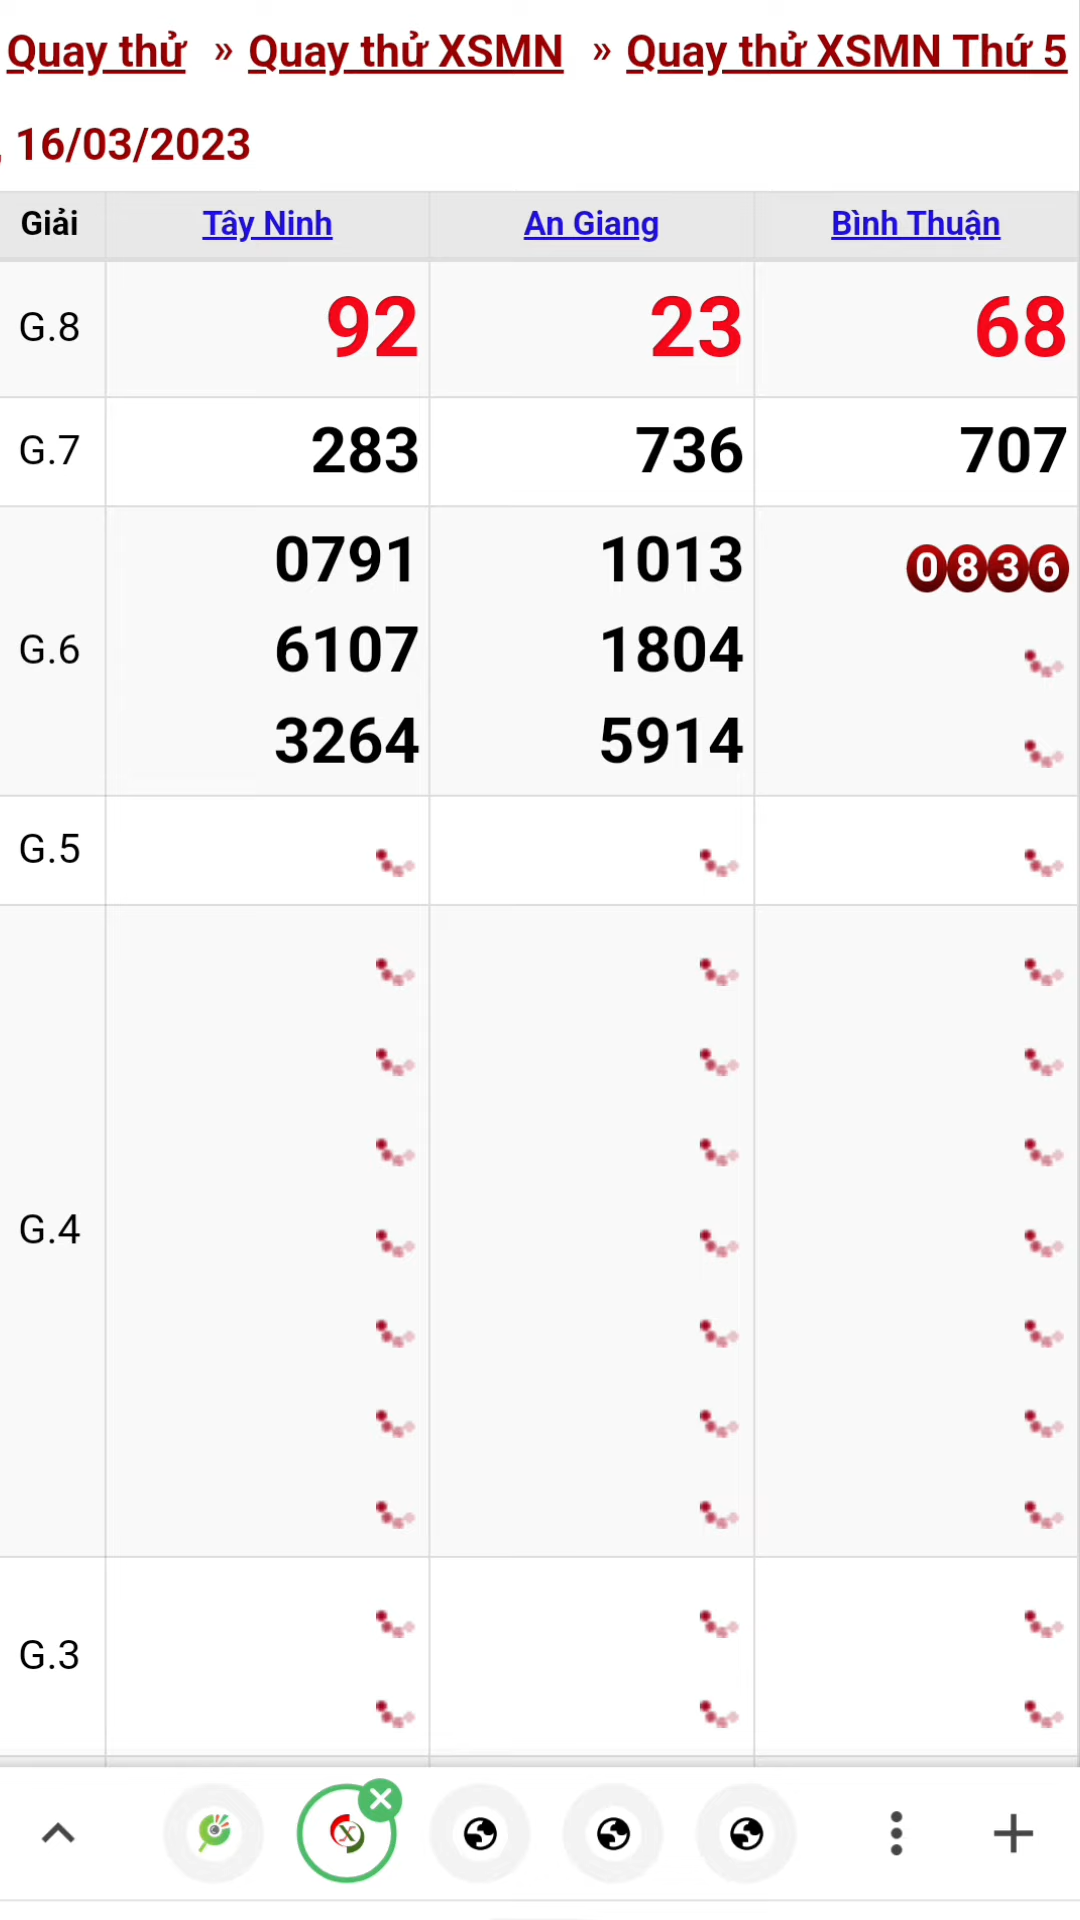 Quay thử » Quay thử XSMN » Quay thử XSMN Thứ 5
, 16/03/2023
Giải Tây Ninh An Giang Bình Thuận
G.8 92 23 68
G.7 283 736 707
0791 1013 0836
G.6 6107 1804
3264 5914
G.5
G.4
G.3